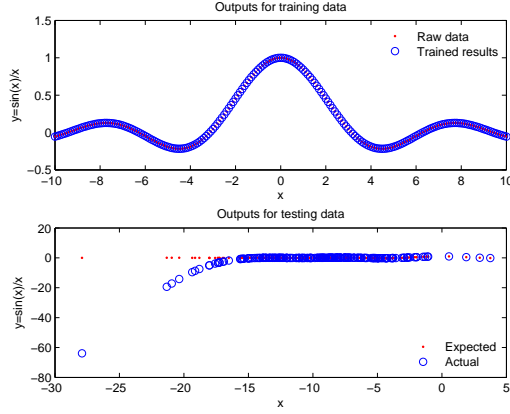 Outputs for training data
1.5
1
0.5
0
−0.5
y=sin(x)/x
Raw data
Trained results
−10 −8 −6 −4 −2 0 2 4 6 8 10
x
Outputs for testing data
20
0
−20
−40
−60
−80
y=sin(x)/x
Expected
Actual
−30 −25 −20 −15 −10 −5 0 5
x